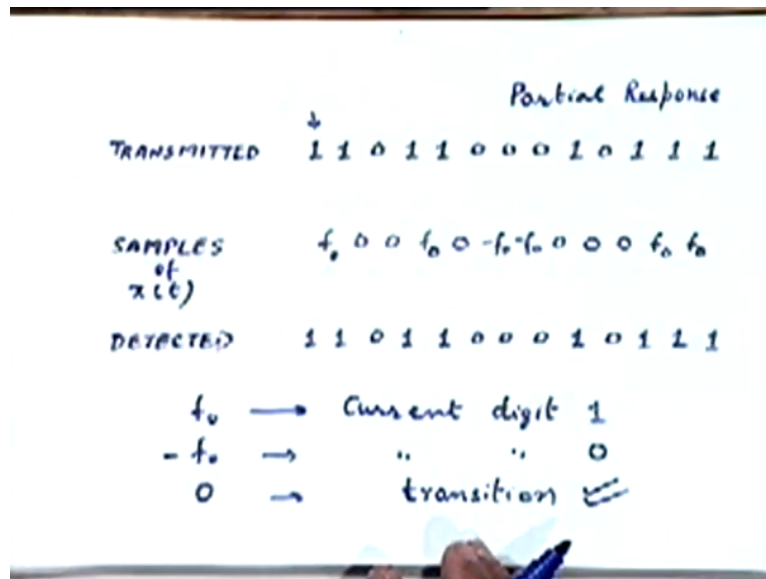 Partial Response
↓
TRANSMITTED 1 1 0 1 1 0 0 0 1 0 1 1 1
SAMPLES of x(t) f₀ 0 0 f₀ 0 -f₀ -f₀ 0 0 0 f₀ f₀
DETECTED 1 1 0 1 1 0 0 0 1 0 1 1 1
f₀ → Current digit 1
- f₀ → " " 0
0 → transition